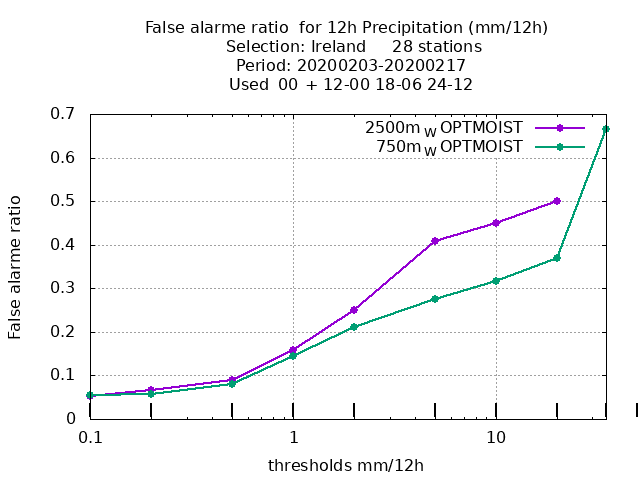 False alarme ratio  for 12h Precipitation (mm/12h)
Selection: Ireland     28 stations
Period: 20200203-20200217
Used  00 + 12-00 18-06 24-12
2500m W OPTMOIST
750m W OPTMOIST
0.7
0.6
0.5
0.4
0.3
0.2
0.1
0
False alarme ratio
0.1
1
10
thresholds mm/12h